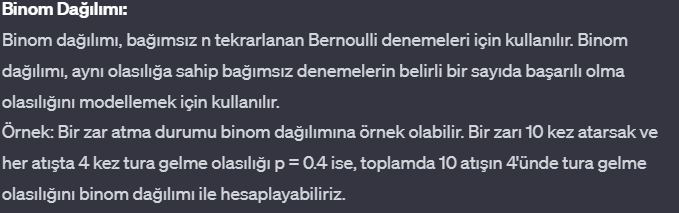 Binom Dağılımı:
Binom dağılımı, bağımsız n tekrarlanan Bernoulli denemeleri için kullanılır. Binom
dağılımı, aynı olasılığa sahip bağımsız denemelerin belirli bir sayıda başarılı olma
olasılığını modellemek için kullanılır.
Örnek: Bir zar atma durumu binom dağılımına örnek olabilir. Bir zarı 10 kez atarsak ve
her atışta 4 kez tura gelme olasılığı p = 0.4 ise, toplamda 10 atışın 4'ünde tura gelme
olasılığını binom dağılımı ile hesaplayabiliriz.